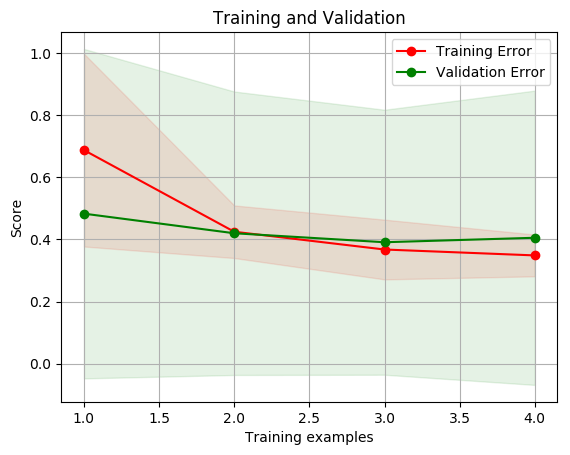 Training and Validation
Training Error
Validation Error
Score
1.0
0.8
0.6
0.4
0.2
0.0
1.0 1.5 2.0 2.5 3.0 3.5 4.0
Training examples